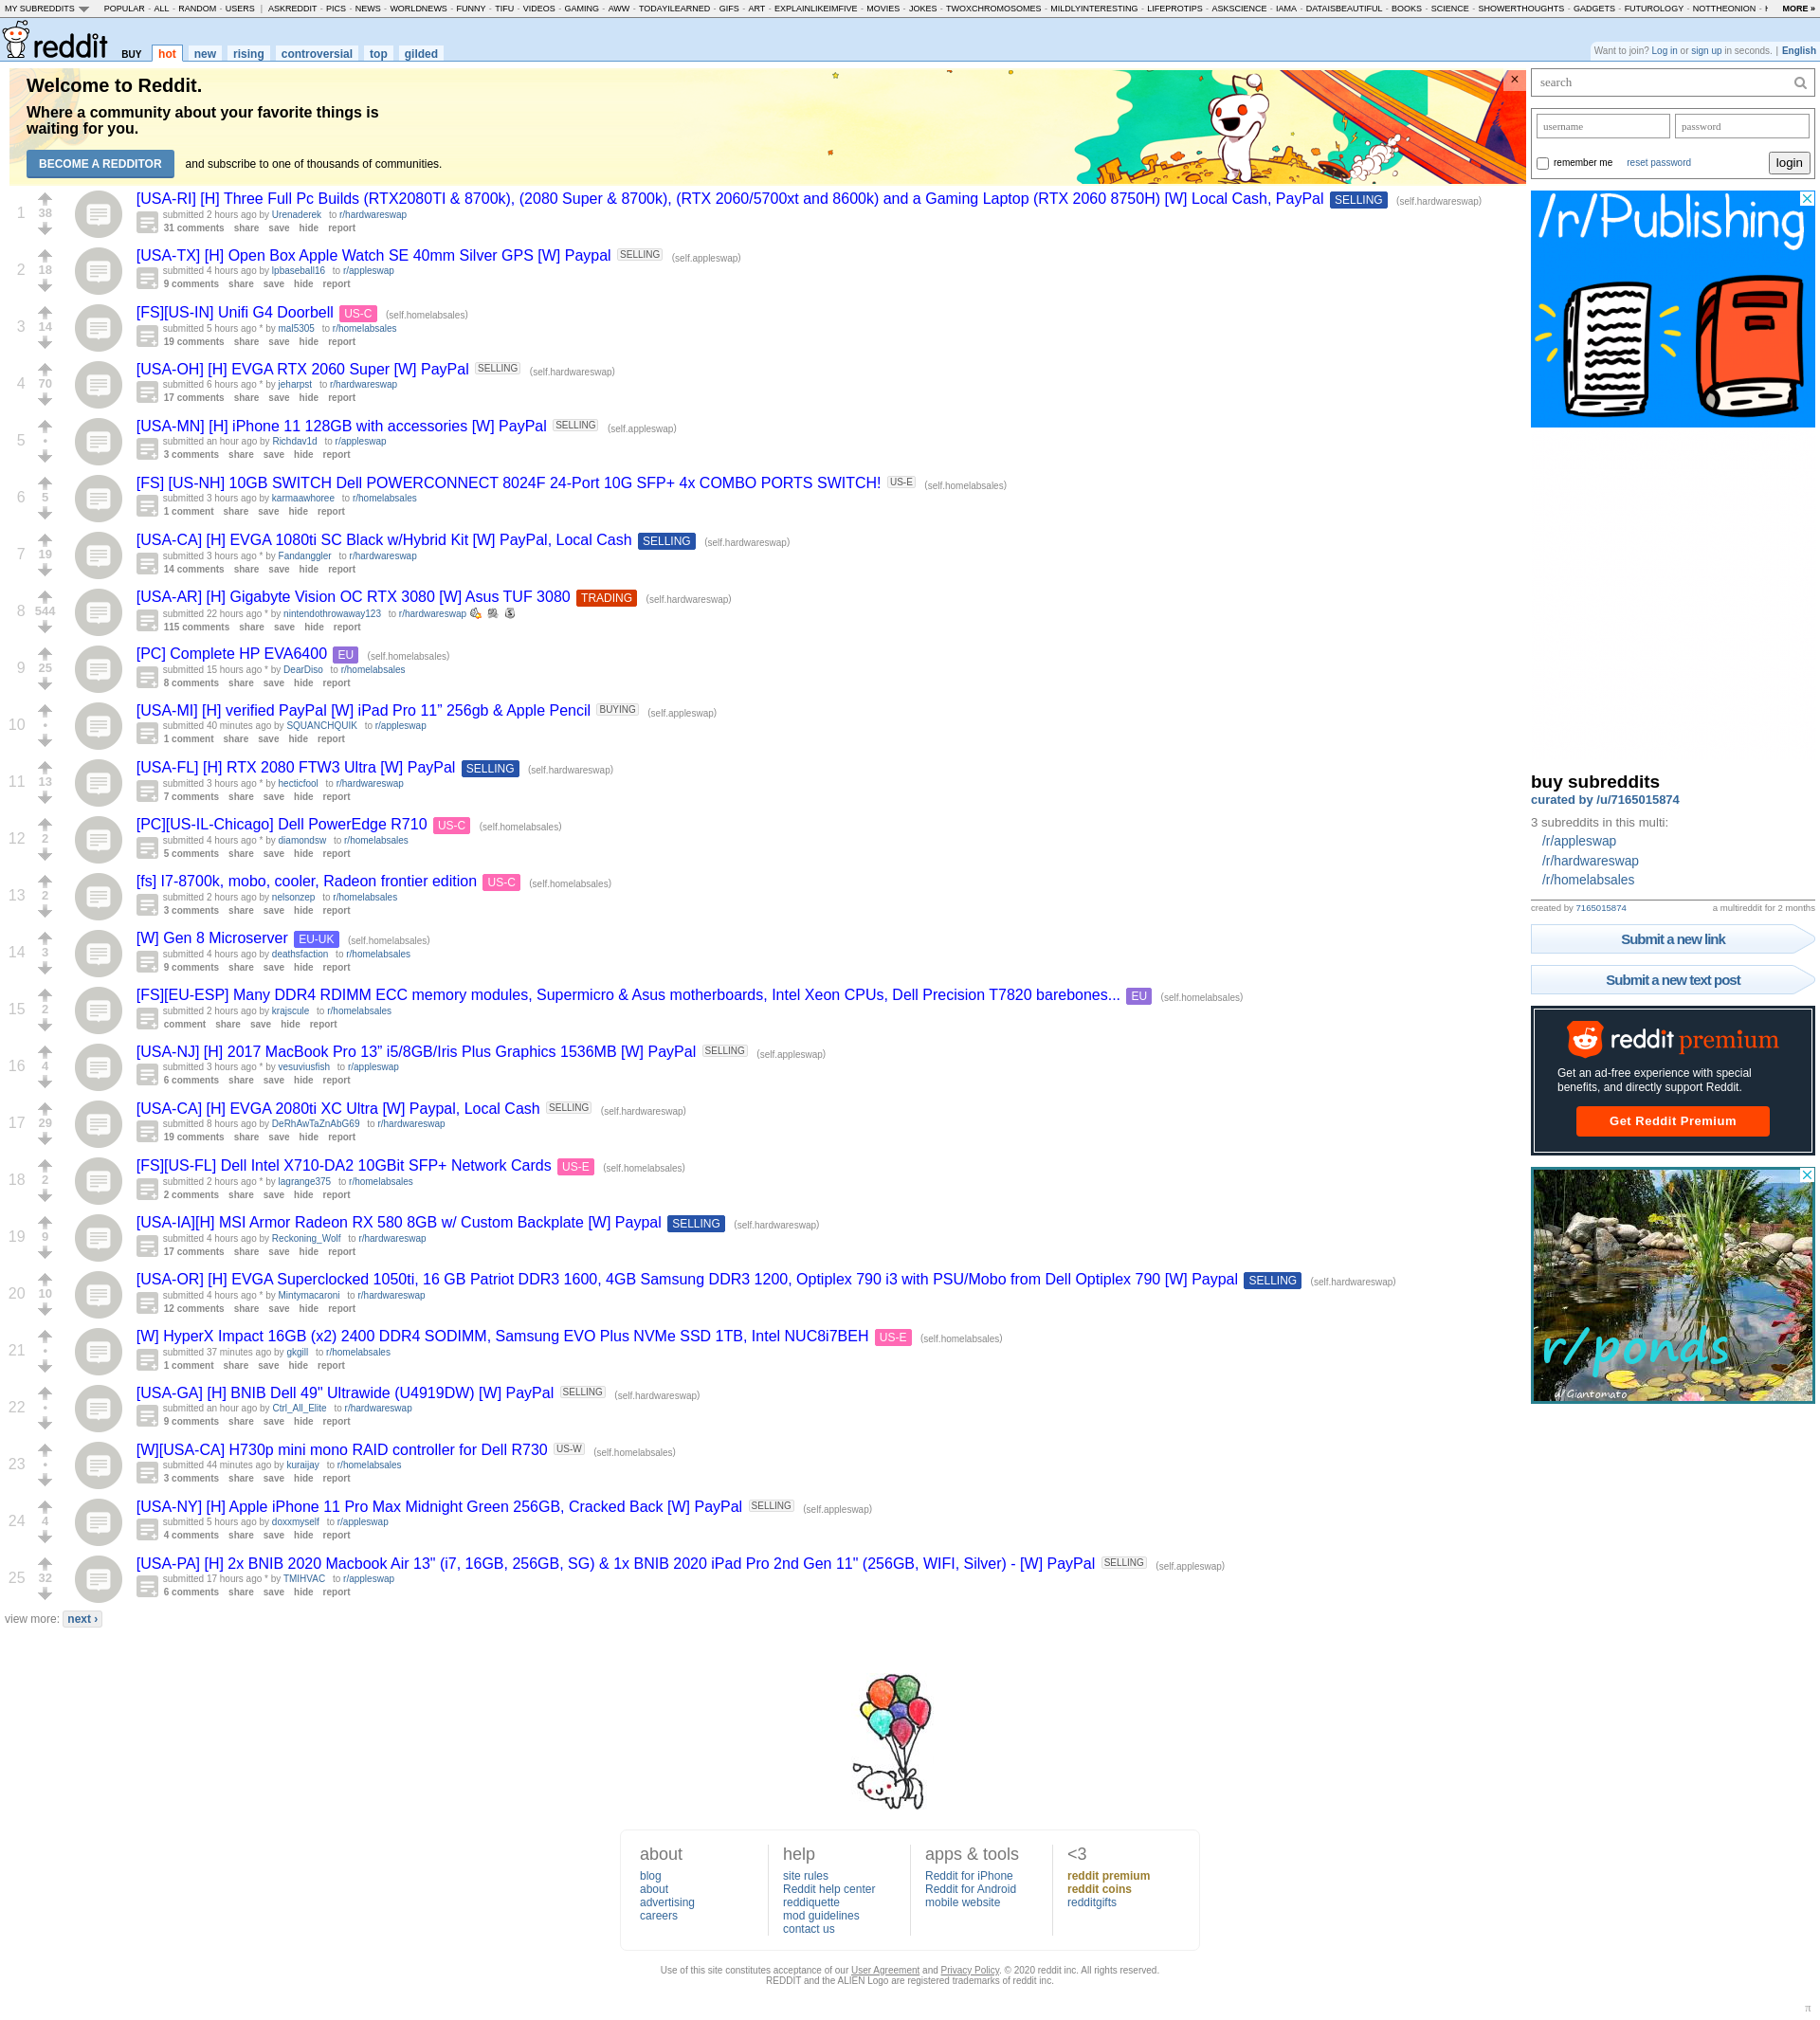 MY SUBREDDITS POPULAR - ALL - RANDOM - USERS | ASKREDDIT - PICS - NEWS - WORLDNEWS - FUNNY - TIFU - VIDEOS - GAMING - AWW - TODAYILEARNED - GIFS - ART - EXPLAINLIKEIMFIVE - MOVIES - JOKES - TWOXCHROMOSOMES - MILDLYINTERESTING - LIFEPROTIPS - ASKSCIENCE - IAMA - DATAISBEAUTIFUL - BOOKS - SCIENCE - SHOWERTHOUGHTS - GADGETS - FUTUROLOGY - NOTTHEONION - MORE »
reddit BUY hot new rising controversial top gilded
Want to join? Log in or sign up in seconds. | English
Welcome to Reddit.
Where a community about your favorite things is
waiting for you.
BECOME A REDDITOR and subscribe to one of thousands of communities.
1
38
[USA-RI] [H] Three Full Pc Builds (RTX2080TI & 8700k), (2080 Super & 8700k), (RTX 2060/5700xt and 8600k) and a Gaming Laptop (RTX 2060 8750H) [W] Local Cash, PayPal SELLING (self.hardwareswap)
submitted 2 hours ago by Urenaderek to r/hardwareswap
31 comments share save hide report
2
18
[USA-TX] [H] Open Box Apple Watch SE 40mm Silver GPS [W] Paypal SELLING (self.appleswap)
submitted 4 hours ago by lpbaseball16 to r/appleswap
9 comments share save hide report
3
14
[FS][US-IN] Unifi G4 Doorbell US-C (self.homelabsales)
submitted 5 hours ago * by mal5305 to r/homelabsales
19 comments share save hide report
4
70
[USA-OH] [H] EVGA RTX 2060 Super [W] PayPal SELLING (self.hardwareswap)
submitted 6 hours ago * by jeharpst to r/hardwareswap
17 comments share save hide report
5
•
[USA-MN] [H] iPhone 11 128GB with accessories [W] PayPal SELLING (self.appleswap)
submitted an hour ago by Richdav1d to r/appleswap
3 comments share save hide report
6
5
[FS] [US-NH] 10GB SWITCH Dell POWERCONNECT 8024F 24-Port 10G SFP+ 4x COMBO PORTS SWITCH! US-E (self.homelabsales)
submitted 3 hours ago by karmaawhoree to r/homelabsales
1 comment share save hide report
7
19
[USA-CA] [H] EVGA 1080ti SC Black w/Hybrid Kit [W] PayPal, Local Cash SELLING (self.hardwareswap)
submitted 3 hours ago * by Fandanggler to r/hardwareswap
14 comments share save hide report
8
544
[USA-AR] [H] Gigabyte Vision OC RTX 3080 [W] Asus TUF 3080 TRADING (self.hardwareswap)
submitted 22 hours ago * by nintendothrowaway123 to r/hardwareswap
115 comments share save hide report
9
25
[PC] Complete HP EVA6400 EU (self.homelabsales)
submitted 15 hours ago * by DearDiso to r/homelabsales
8 comments share save hide report
10
•
[USA-MI] [H] verified PayPal [W] iPad Pro 11” 256gb & Apple Pencil BUYING (self.appleswap)
submitted 40 minutes ago by SQUANCHQUIK to r/appleswap
1 comment share save hide report
11
13
[USA-FL] [H] RTX 2080 FTW3 Ultra [W] PayPal SELLING (self.hardwareswap)
submitted 3 hours ago * by hecticfool to r/hardwareswap
7 comments share save hide report
12
2
[PC][US-IL-Chicago] Dell PowerEdge R710 US-C (self.homelabsales)
submitted 4 hours ago * by diamondsw to r/homelabsales
5 comments share save hide report
13
2
[fs] I7-8700k, mobo, cooler, Radeon frontier edition US-C (self.homelabsales)
submitted 2 hours ago by nelsonzep to r/homelabsales
3 comments share save hide report
14
3
[W] Gen 8 Microserver EU-UK (self.homelabsales)
submitted 4 hours ago by deathsfaction to r/homelabsales
9 comments share save hide report
15
2
[FS][EU-ESP] Many DDR4 RDIMM ECC memory modules, Supermicro & Asus motherboards, Intel Xeon CPUs, Dell Precision T7820 barebones... EU (self.homelabsales)
submitted 2 hours ago by krajscule to r/homelabsales
comment share save hide report
16
4
[USA-NJ] [H] 2017 MacBook Pro 13” i5/8GB/Iris Plus Graphics 1536MB [W] PayPal SELLING (self.appleswap)
submitted 3 hours ago * by vesuviusfish to r/appleswap
6 comments share save hide report
17
29
[USA-CA] [H] EVGA 2080ti XC Ultra [W] Paypal, Local Cash SELLING (self.hardwareswap)
submitted 8 hours ago by DeRhAwTaZnAbG69 to r/hardwareswap
19 comments share save hide report
18
2
[FS][US-FL] Dell Intel X710-DA2 10GBit SFP+ Network Cards US-E (self.homelabsales)
submitted 2 hours ago * by lagrange375 to r/homelabsales
2 comments share save hide report
19
9
[USA-IA][H] MSI Armor Radeon RX 580 8GB w/ Custom Backplate [W] Paypal SELLING (self.hardwareswap)
submitted 4 hours ago by Reckoning_Wolf to r/hardwareswap
17 comments share save hide report
20
10
[USA-OR] [H] EVGA Superclocked 1050ti, 16 GB Patriot DDR3 1600, 4GB Samsung DDR3 1200, Optiplex 790 i3 with PSU/Mobo from Dell Optiplex 790 [W] Paypal SELLING (self.hardwareswap)
submitted 4 hours ago * by Mintymacaroni to r/hardwareswap
12 comments share save hide report
21
•
[W] HyperX Impact 16GB (x2) 2400 DDR4 SODIMM, Samsung EVO Plus NVMe SSD 1TB, Intel NUC8i7BEH US-E (self.homelabsales)
submitted 37 minutes ago by gkgill to r/homelabsales
1 comment share save hide report
22
•
[USA-GA] [H] BNIB Dell 49" Ultrawide (U4919DW) [W] PayPal SELLING (self.hardwareswap)
submitted an hour ago by Ctrl_All_Elite to r/hardwareswap
9 comments share save hide report
23
•
[W][USA-CA] H730p mini mono RAID controller for Dell R730 US-W (self.homelabsales)
submitted 44 minutes ago by kuraijay to r/homelabsales
3 comments share save hide report
24
4
[USA-NY] [H] Apple iPhone 11 Pro Max Midnight Green 256GB, Cracked Back [W] PayPal SELLING (self.appleswap)
submitted 5 hours ago by doxxmyself to r/appleswap
4 comments share save hide report
25
32
[USA-PA] [H] 2x BNIB 2020 Macbook Air 13" (i7, 16GB, 256GB, SG) & 1x BNIB 2020 iPad Pro 2nd Gen 11" (256GB, WIFI, Silver) - [W] PayPal SELLING (self.appleswap)
submitted 17 hours ago * by TMIHVAC to r/appleswap
6 comments share save hide report
view more: next ›
search
username password
remember me reset password login
/r/Publishing
buy subreddits
curated by /u/7165015874
3 subreddits in this multi:
/r/appleswap
/r/hardwareswap
/r/homelabsales
created by 7165015874 a multireddit for 2 months
Submit a new link
Submit a new text post
reddit premium
Get an ad-free experience with special
benefits, and directly support Reddit.
Get Reddit Premium
r/ponds
u/Giantomato
about
blog
about
advertising
careers
help
site rules
Reddit help center
reddiquette
mod guidelines
contact us
apps & tools
Reddit for iPhone
Reddit for Android
mobile website
<3
reddit premium
reddit coins
redditgifts
Use of this site constitutes acceptance of our User Agreement and Privacy Policy. © 2020 reddit inc. All rights reserved.
REDDIT and the ALIEN Logo are registered trademarks of reddit inc.
π